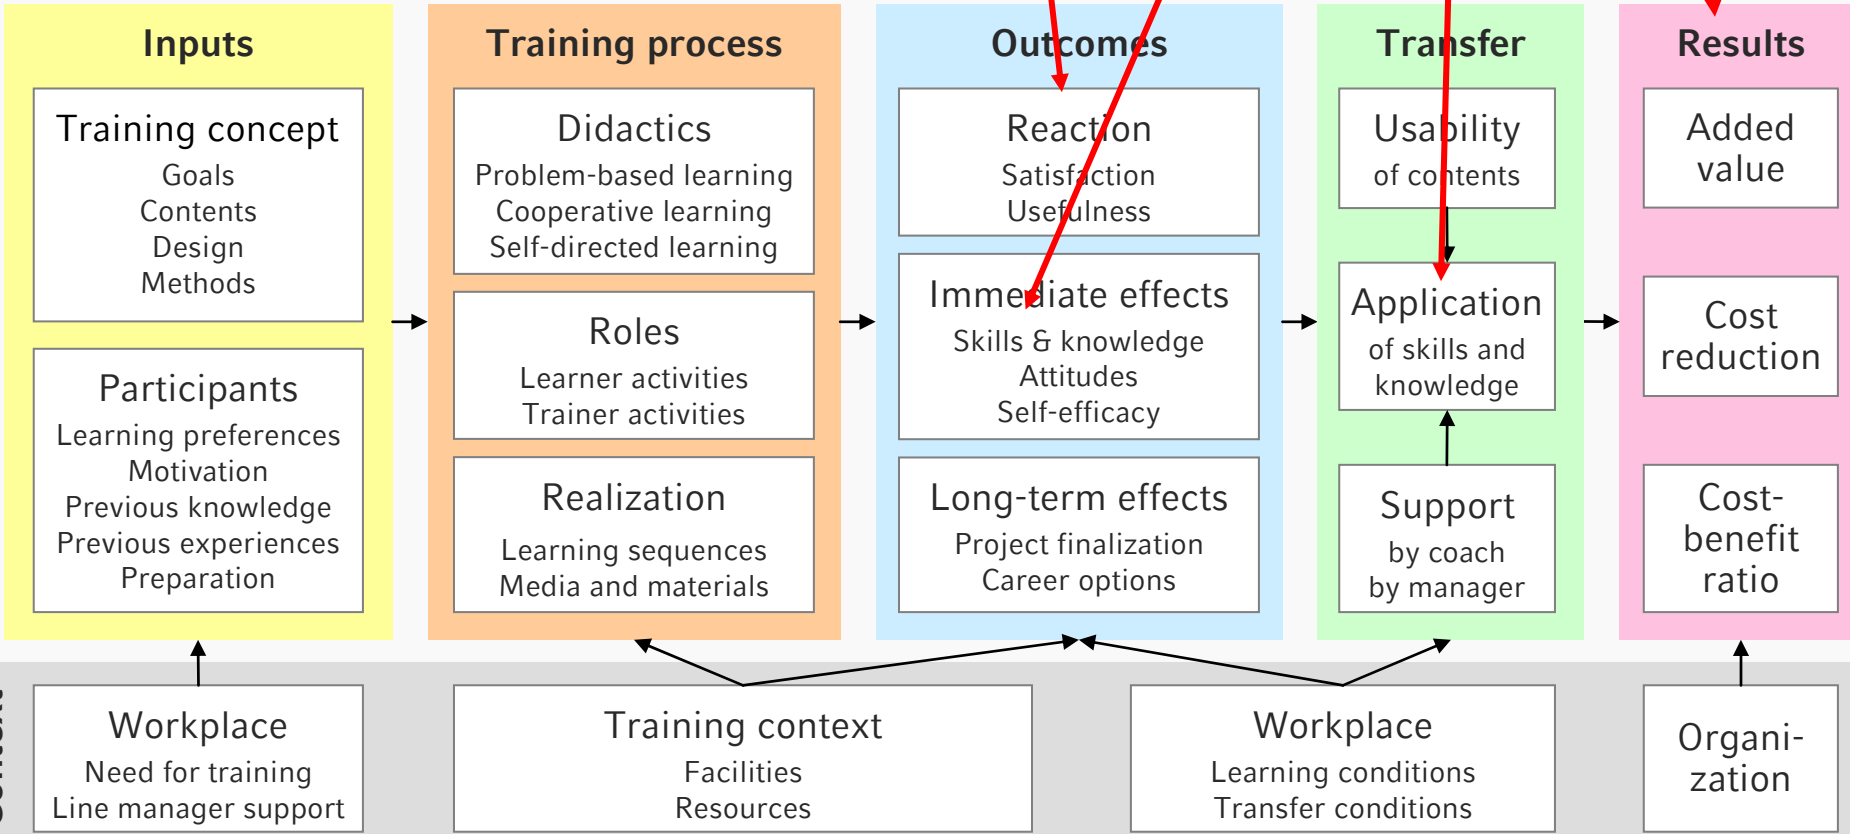 Inputs
Training concept
Goals
Contents
Design
Methods
Participants
Learning preferences
Motivation
Previous knowledge
Previous experiences
Preparation
Training process
Didactics
Problem-based learning
Cooperative learning
Self-directed learning
Roles
Learner activities
Trainer activities
Realization
Learning sequences
Media and materials
Outcomes
Reaction
Satisfaction
Usefulness
Immediate effects
Skills & knowledge
Attitudes
Self-efficacy
Long-term effects
Project finalization
Career options
Transfer
Usability
of contents
Application
of skills and
knowledge
Support
by coach
by manager
Results
Added
value
Cost
reduction
Cost-
benefit
ratio
Workplace
Need for training
Line manager support
Training context
Facilities
Resources
Workplace
Learning conditions
Transfer conditions
Organi-
zation